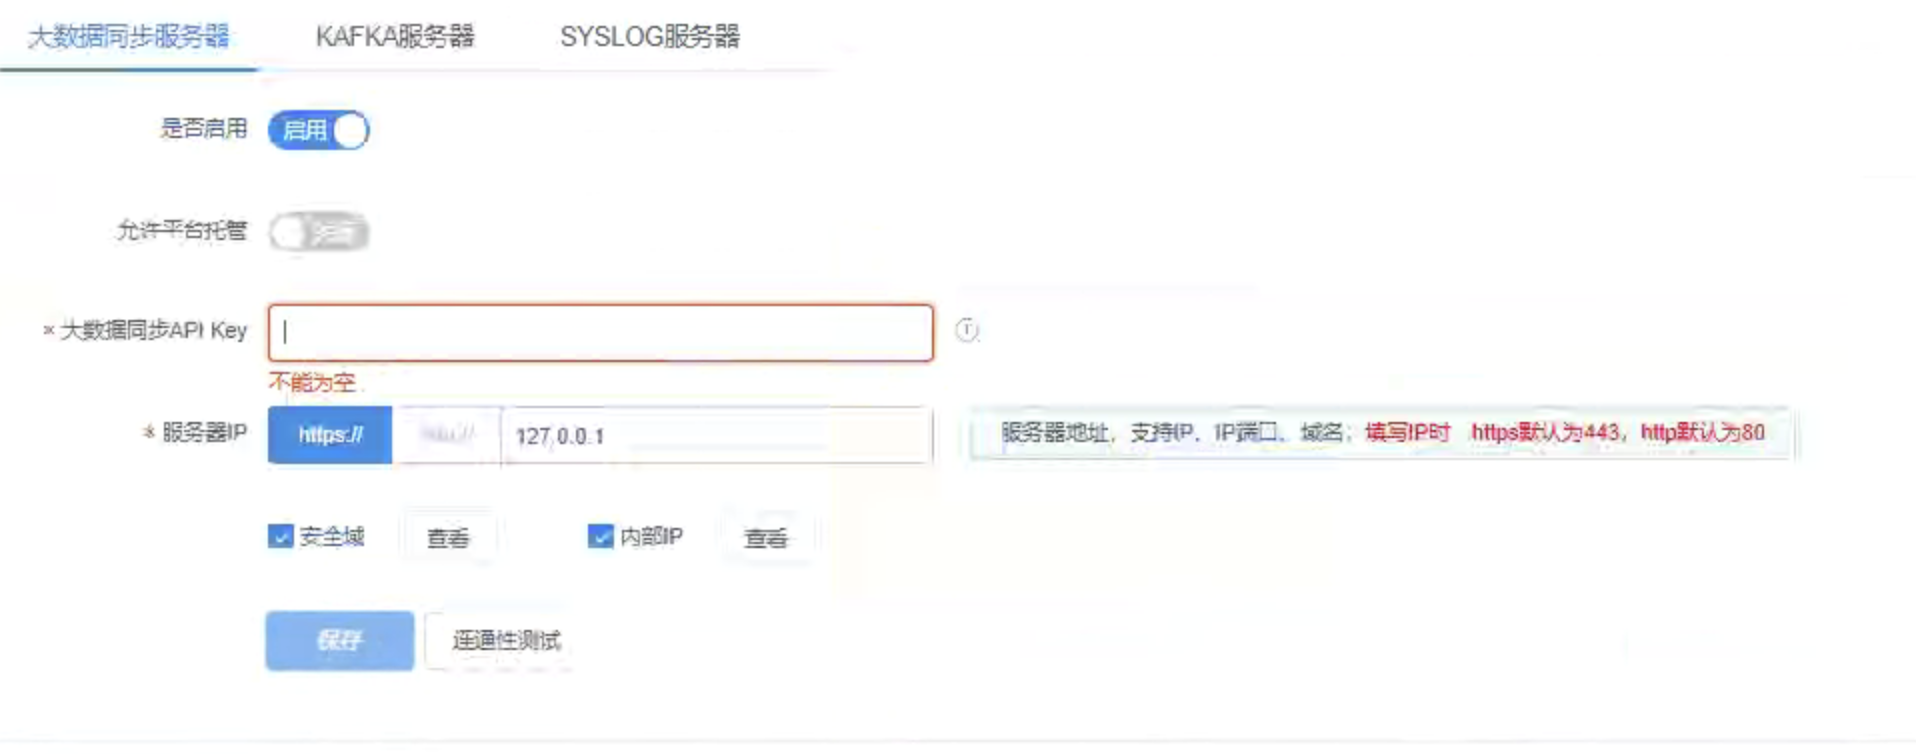 大数据同步服务器 KAFKA服务器 SYSLOG服务器
是否启用 启用
允许平台托管
* 大数据同步API Key
不能为空
* 服务器IP https:// http:// 127.0.0.1 服务器地址，支持IP、IP端口、域名；填写IP时 https默认为443，http默认为80
安全域 查看 内部IP 查看
保存 连通性测试